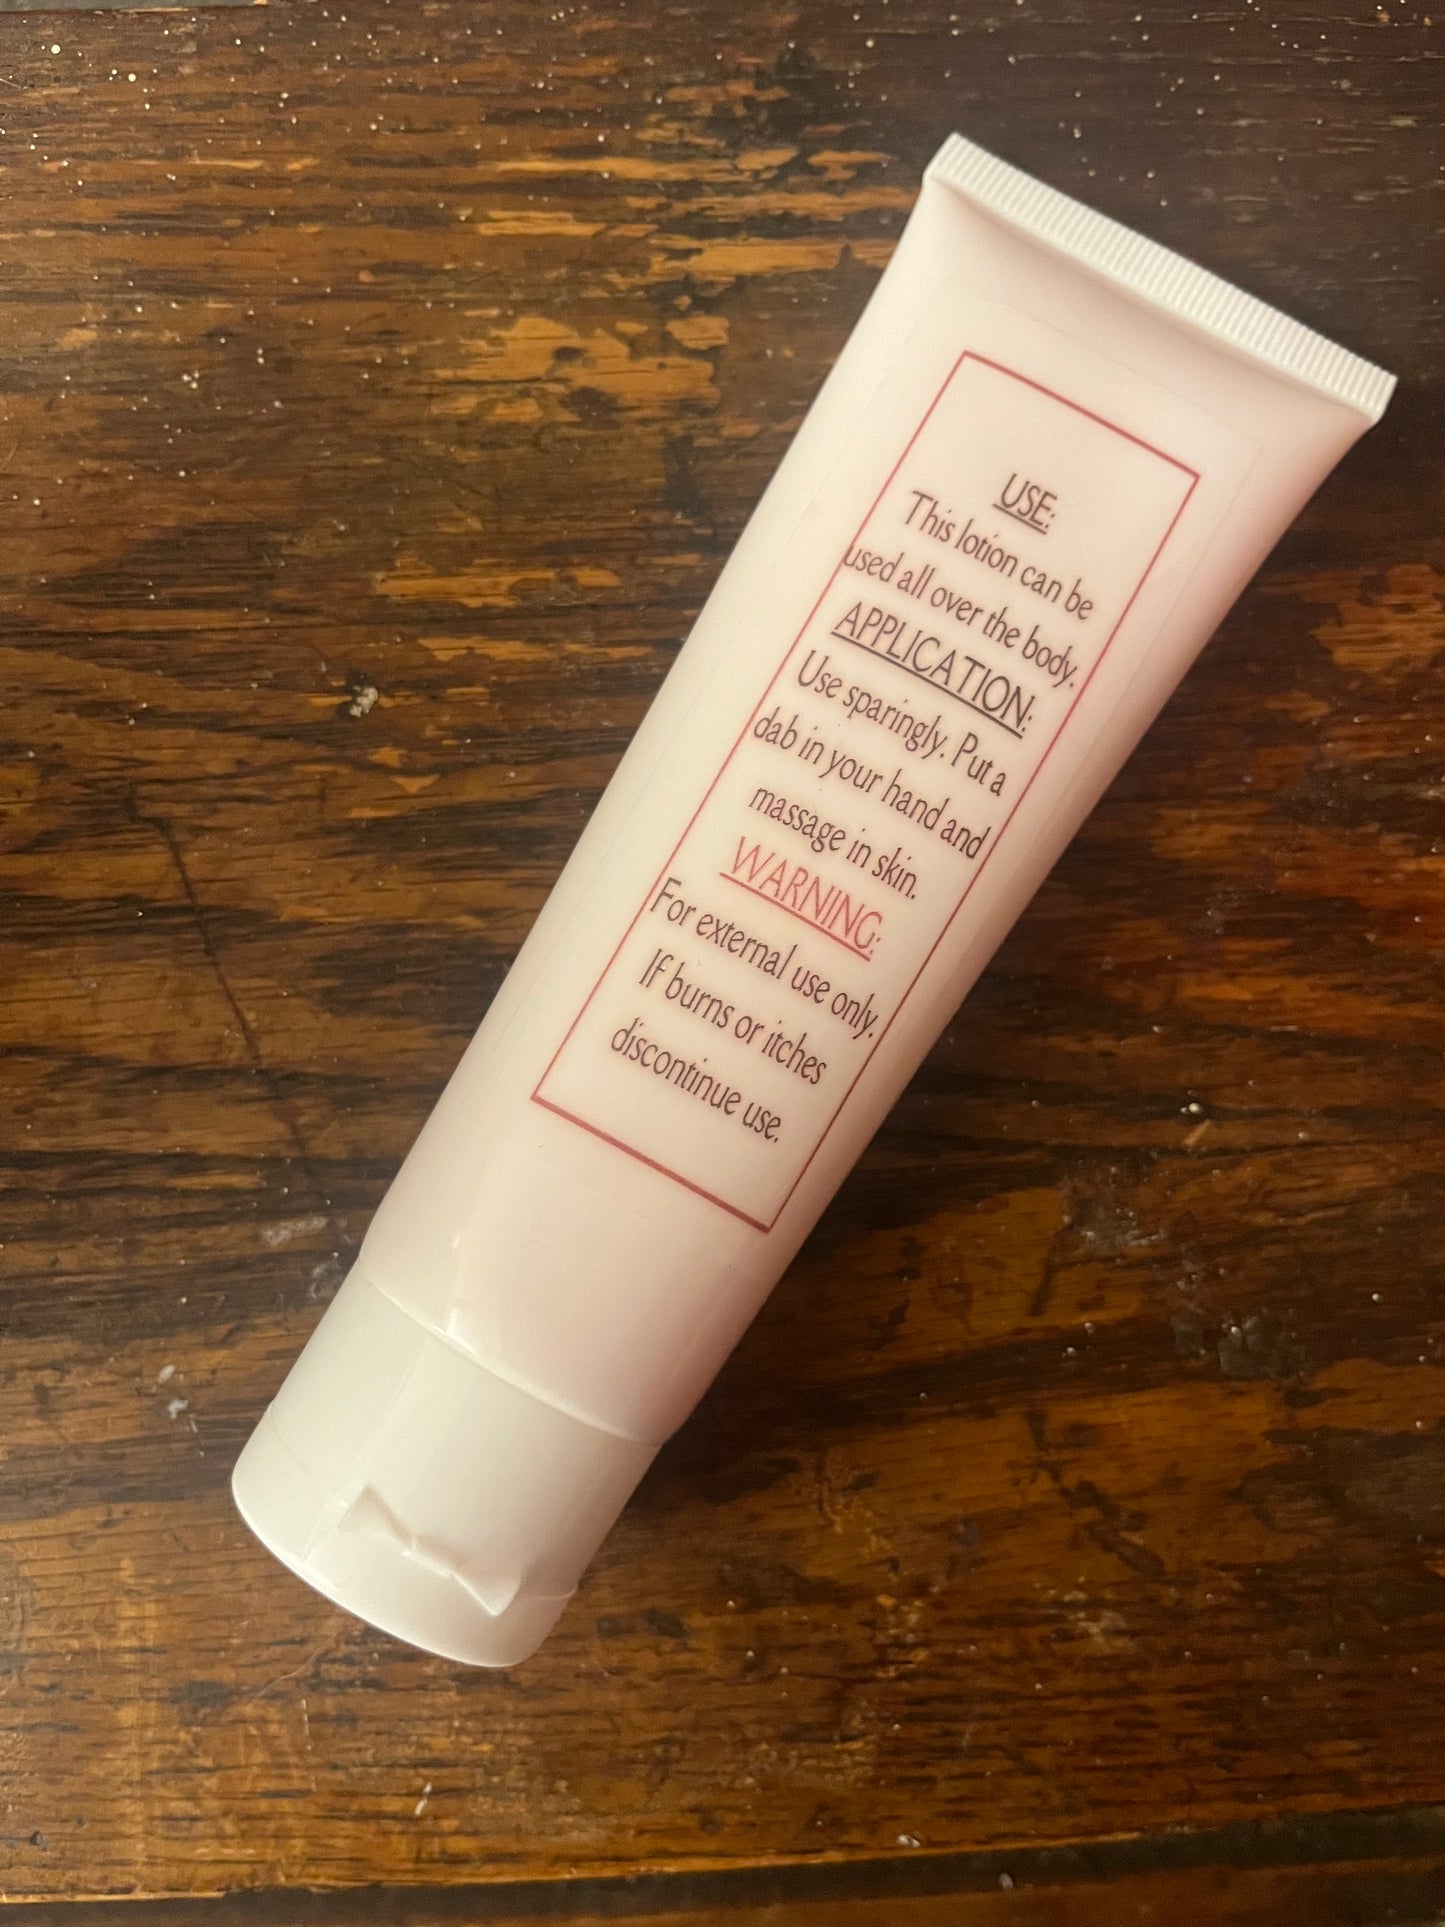 USE:
This lotion can be
used all over the body.
APPLICATION:
Use sparingly. Put a
dab in your hand and
massage in skin.
WARNING:
For external use only.
If burns or itches
discontinue use.